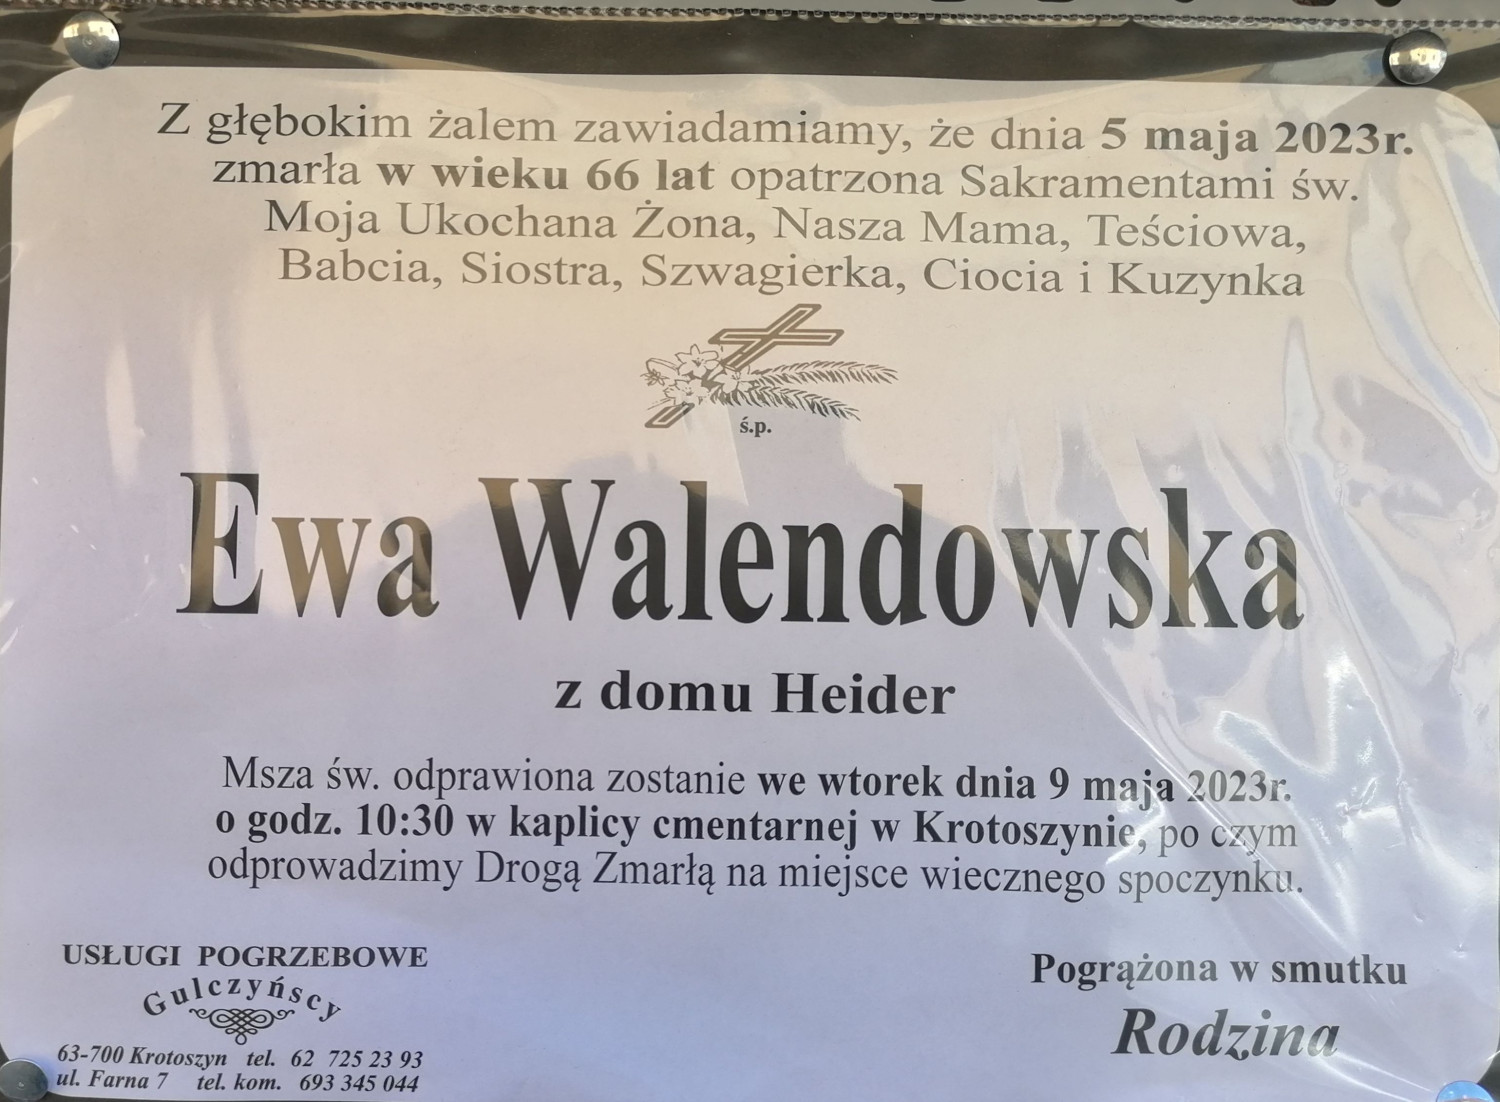 Z głębokim żalem zawiadamiamy, że dnia 5 maja 2023r.
zmarła w wieku 66 lat opatrzona Sakramentami św.
Moja Ukochana Żona, Nasza Mama, Teściowa,
Babcia, Siostra, Szwagierka, Ciocia i Kuzynka
ś.p.
Ewa Walendowska
z domu Heider
Msza św. odprawiona zostanie we wtorek dnia 9 maja 2023r.
o godz. 10:30 w kaplicy cmentarnej w Krotoszynie, po czym
odprowadzimy Drogą Zmarłą na miejsce wiecznego spoczynku.
USŁUGI POGRZEBOWE
Gulczyńscy
63-700 Krotoszyn tel. 62 725 23 93
ul. Farna 7 tel. kom. 693 345 044
Pogrążona w smutku
Rodzina